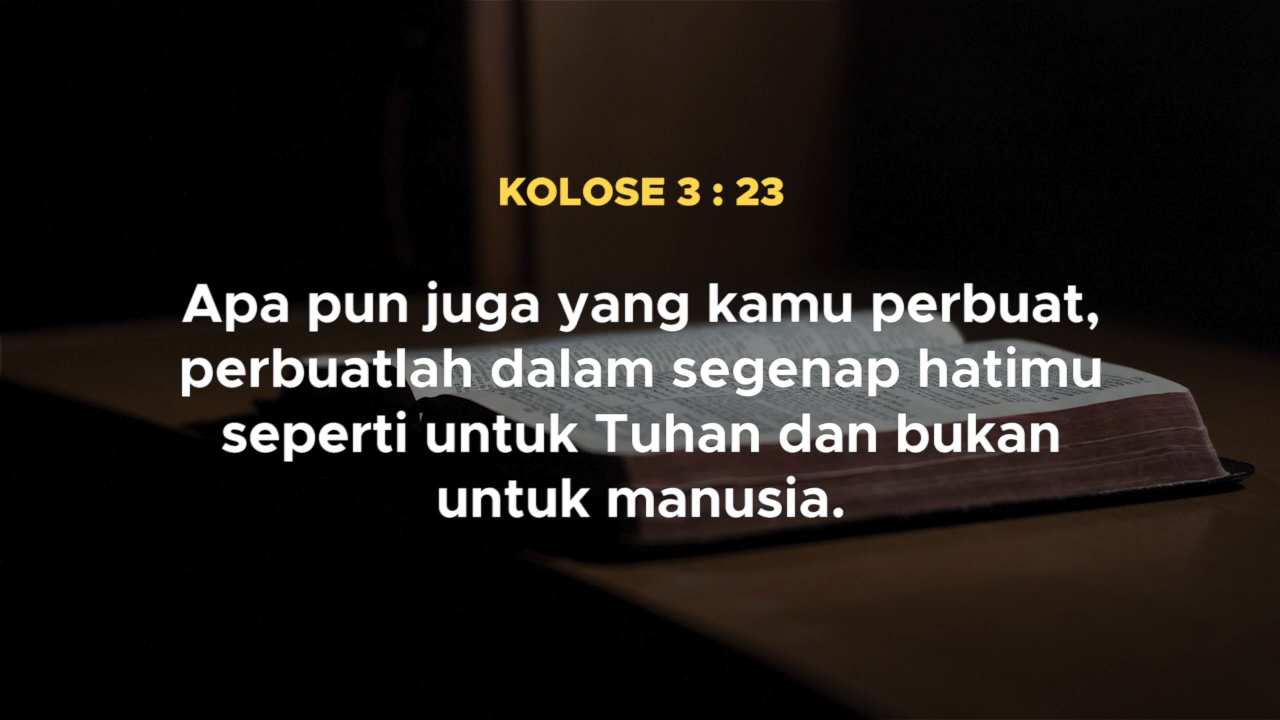 KOLOSE 3 : 23
Apa pun juga yang kamu perbuat,
perbuatlah dalam segenap hatimu
seperti untuk Tuhan dan bukan
untuk manusia.